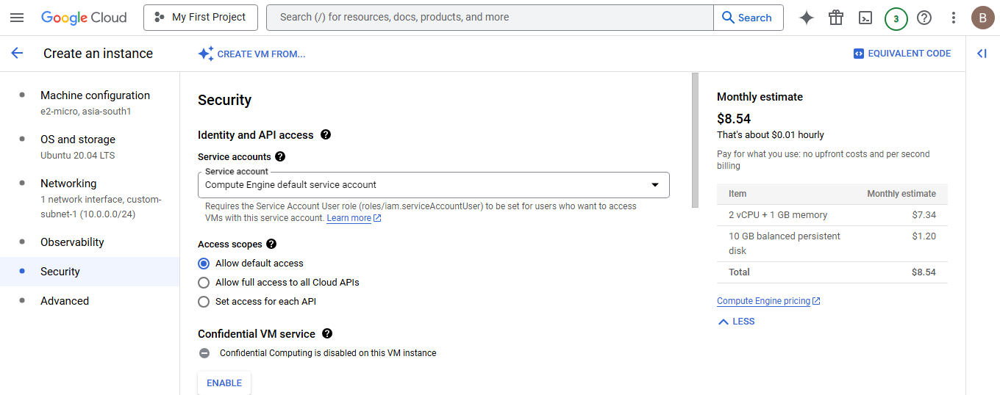 Google Cloud
My First Project
Search (/) for resources, docs, products, and more
Search
3
B
Create an instance
CREATE VM FROM...
EQUIVALENT CODE
Machine configuration
e2-micro, asia-south1
OS and storage
Ubuntu 20.04 LTS
Networking
1 network interface, custom-
subnet-1 (10.0.0.0/24)
Observability
Security
Advanced
Security
Identity and API access
Service accounts
Service account
Compute Engine default service account
Requires the Service Account User role (roles/iam.serviceAccountUser) to be set for users who want to access
VMs with this service account. Learn more
Access scopes
Allow default access
Allow full access to all Cloud APIs
Set access for each API
Confidential VM service
Confidential Computing is disabled on this VM instance
ENABLE
Monthly estimate
$8.54
That's about $0.01 hourly
Pay for what you use: no upfront costs and per second
billing
Item Monthly estimate
2 vCPU + 1 GB memory $7.34
10 GB balanced persistent
disk $1.20
Total $8.54
Compute Engine pricing
LESS